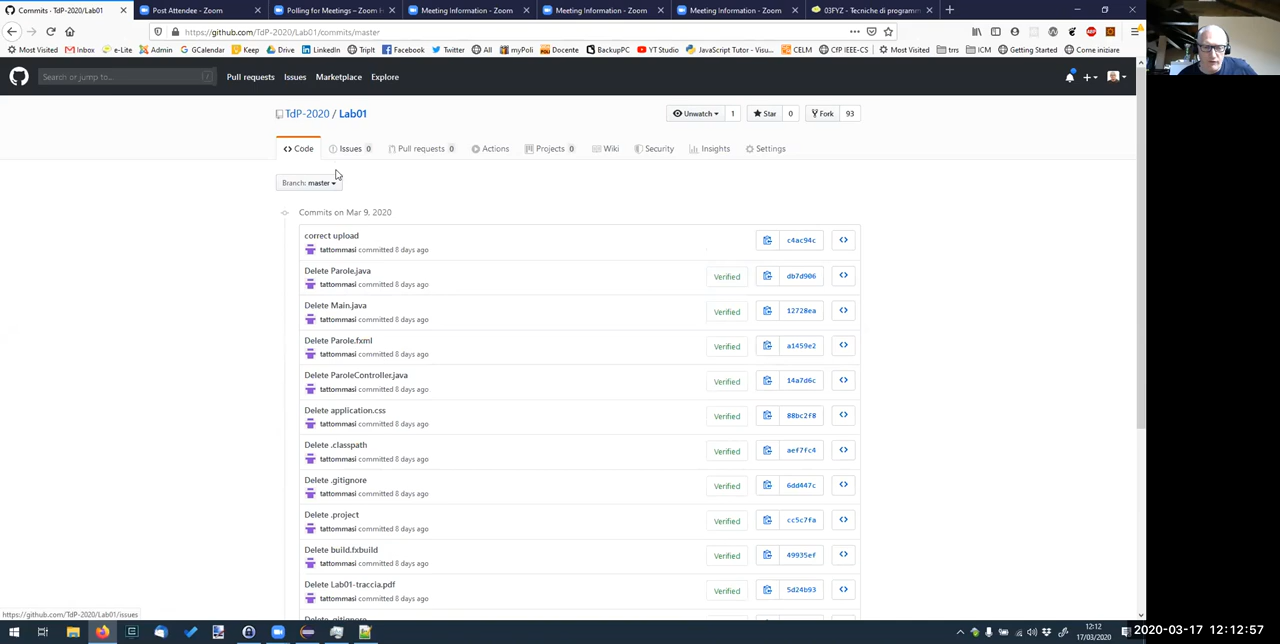 Commits · TdP-2020/Lab01
Post Attendee - Zoom
Polling for Meetings – Zoom H
Meeting Information - Zoom
Meeting Information - Zoom
Meeting Information - Zoom
03FYZ - Tecniche di programm
https://github.com/TdP-2020/Lab01/commits/master
Most Visited
Inbox
e-Lite
Admin
GCalendar
Keep
Drive
LinkedIn
TripIt
Facebook
Twitter
All
myPoli
Docente
BackupPC
YT Studio
JavaScript Tutor - Visu...
CELM
CfP IEEE-CS
Most Visited
trrs
ICM
Getting Started
Come iniziare
Search or jump to...
Pull requests
Issues
Marketplace
Explore
TdP-2020 / Lab01
Unwatch 1
Star 0
Fork 93
Code
Issues 0
Pull requests 0
Actions
Projects 0
Wiki
Security
Insights
Settings
Branch: master
Commits on Mar 9, 2020
correct upload
c4ac94c
tattommasi committed 8 days ago
Delete Parole.java
Verified db7d906
tattommasi committed 8 days ago
Delete Main.java
Verified 12728ea
tattommasi committed 8 days ago
Delete Parole.fxml
Verified a1459e2
tattommasi committed 8 days ago
Delete ParoleController.java
Verified 14a7d6c
tattommasi committed 8 days ago
Delete application.css
Verified 88bc2f8
tattommasi committed 8 days ago
Delete .classpath
Verified aef7fc4
tattommasi committed 8 days ago
Delete .gitignore
Verified 6dd447c
tattommasi committed 8 days ago
Delete .project
Verified cc5c7fa
tattommasi committed 8 days ago
Delete build.fxbuild
Verified 49935ef
tattommasi committed 8 days ago
Delete Lab01-traccia.pdf
Verified 5d24b93
tattommasi committed 8 days ago
https://github.com/TdP-2020/Lab01/issues
12:12
17/03/2020
2020-03-17 12:12:57